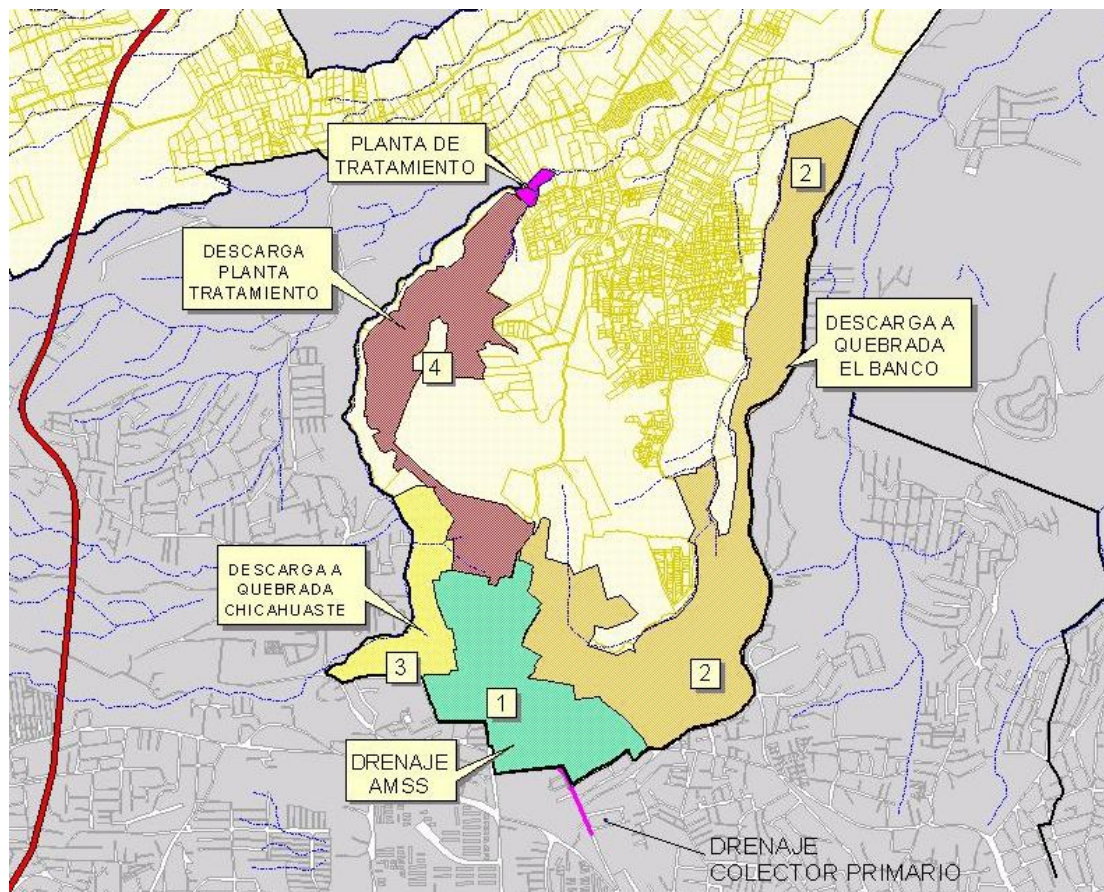 PLANTA DE
TRATAMIENTO
2
DESCARGA
PLANTA
TRATAMIENTO
DESCARGA A
QUEBRADA
EL BANCO
4
DESCARGA A
QUEBRADA
CHICAHUASTE
3
2
1
DRENAJE
AMSS
DRENAJE
COLECTOR PRIMARIO